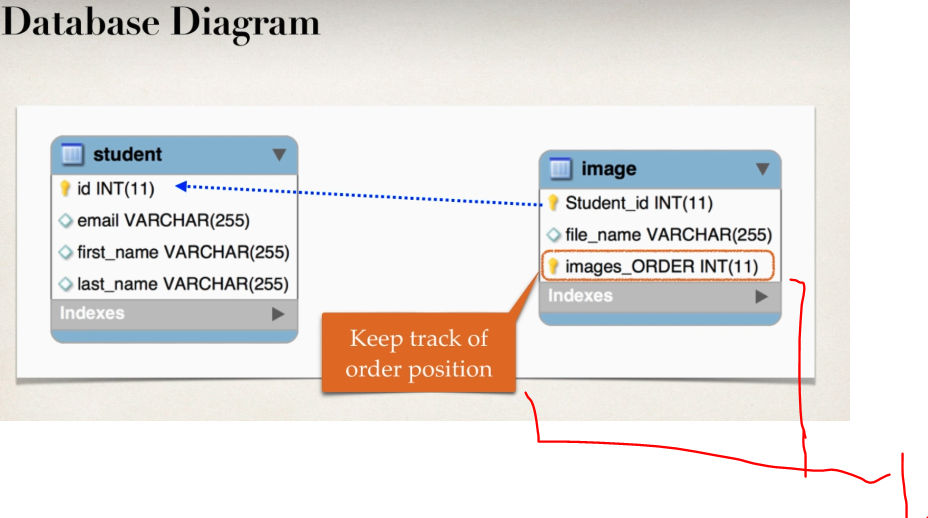 Database Diagram
student
id INT(11)
email VARCHAR(255)
first_name VARCHAR(255)
last_name VARCHAR(255)
Indexes
image
Student_id INT(11)
file_name VARCHAR(255)
images_ORDER INT(11)
Indexes
Keep track of
order position